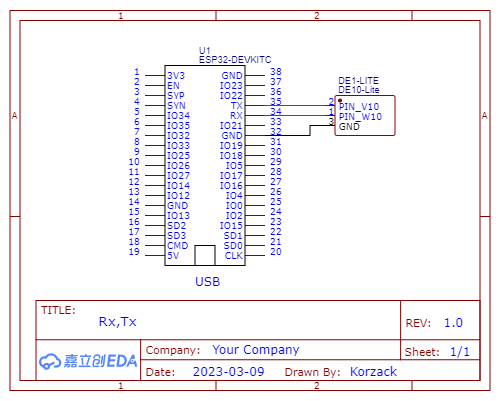 1 2
A A
U1
ESP32-DEVKITC
1 3V3 GND 38
2 EN IO23 37
3 SYP IO22 36
4 SYN TX 35
5 IO34 RX 34
6 IO35 IO21 33
7 IO32 GND 32
8 IO33 IO19 31
9 IO25 IO18 30
10 IO26 IO5 29
11 IO27 IO17 28
12 IO14 IO16 27
13 IO12 IO4 26
14 GND IO0 25
15 IO13 IO2 24
16 SD2 IO15 23
17 SD3 SD1 22
18 CMD SD0 21
19 5V CLK 20
USB
DE1-LITE
DE10-Lite
2 PIN_V10
1 PIN_W10
3 GND
TITLE:
Rx,Tx
REV: 1.0
嘉立创EDA
Company: Your Company
Sheet: 1/1
Date: 2023-03-09 Drawn By: Korzack
1 2